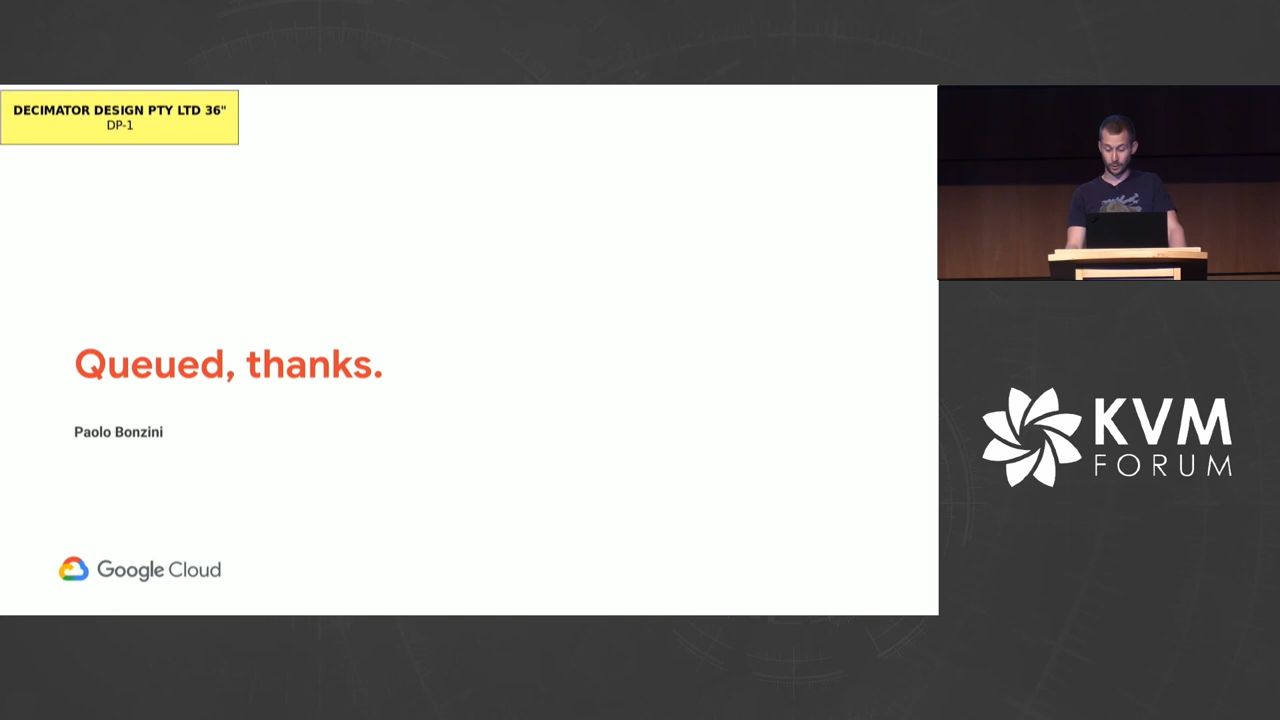 DECIMATOR DESIGN PTY LTD 36"
DP-1
Queued, thanks.
Paolo Bonzini
Google Cloud
KVM
FORUM